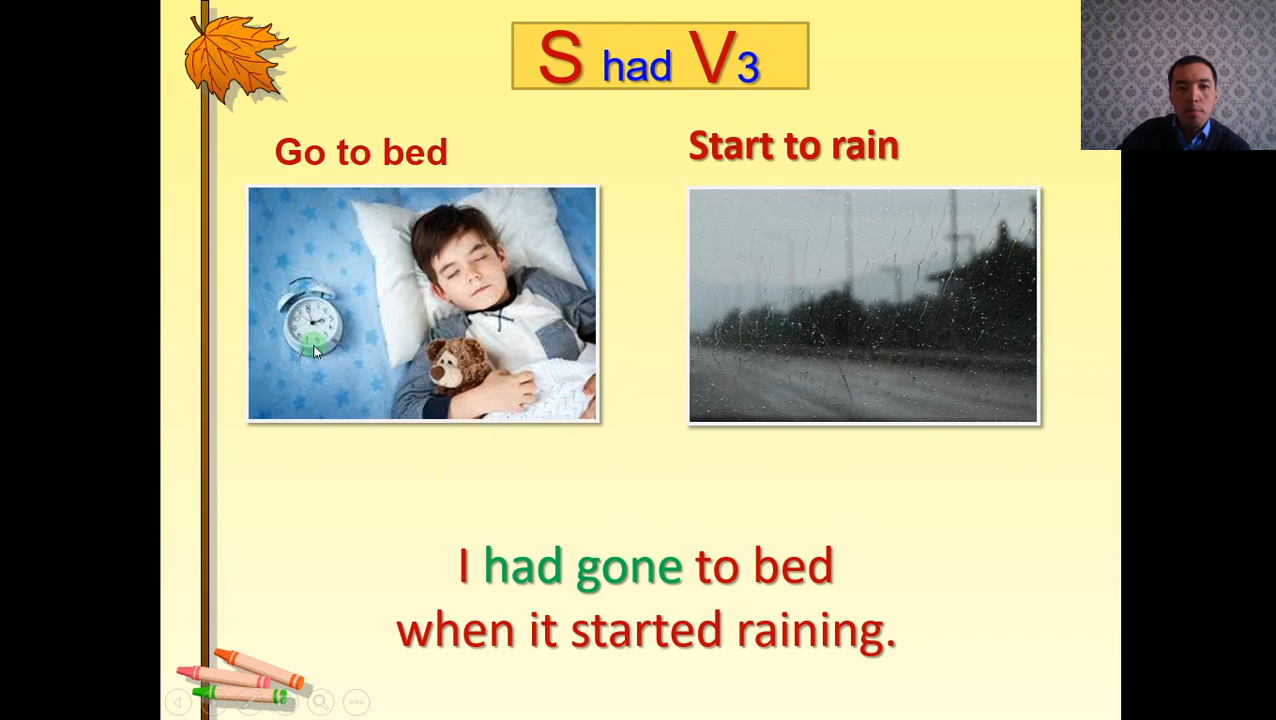 S had V3
Go to bed
Start to rain
I had gone to bed
when it started raining.